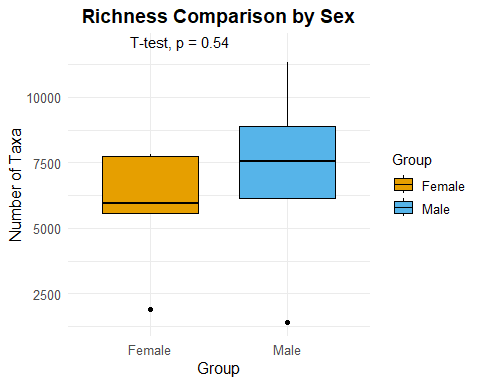 Richness Comparison by Sex
T-test, p = 0.54
Number of Taxa
10000
7500
5000
2500
Female
Male
Group
Group
Female
Male